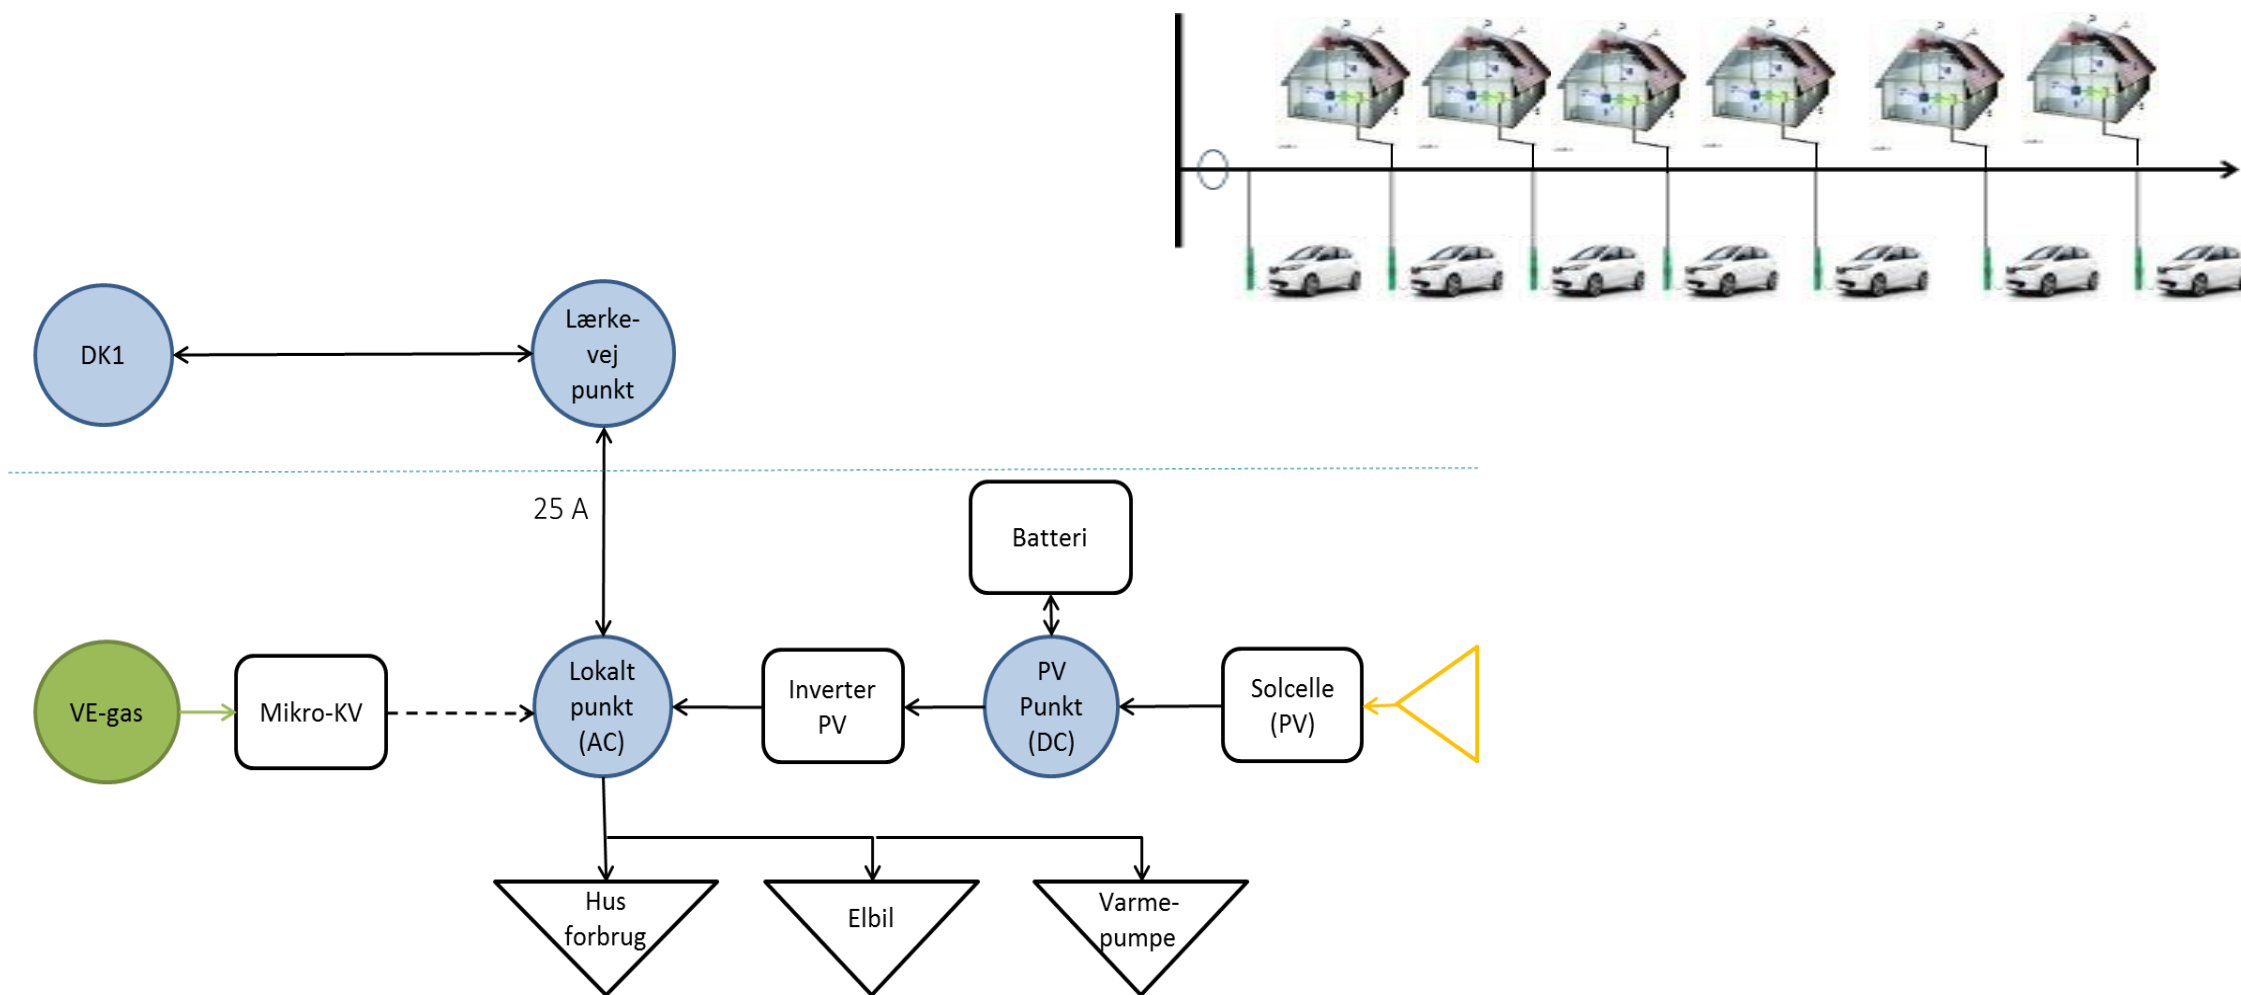 DK1
Lærke-
vej
punkt
25 A
Batteri
VE-gas
Mikro-KV
Lokalt
punkt
(AC)
Inverter
PV
PV
Punkt
(DC)
Solcelle
(PV)
Hus
forbrug
Elbil
Varme-
pumpe